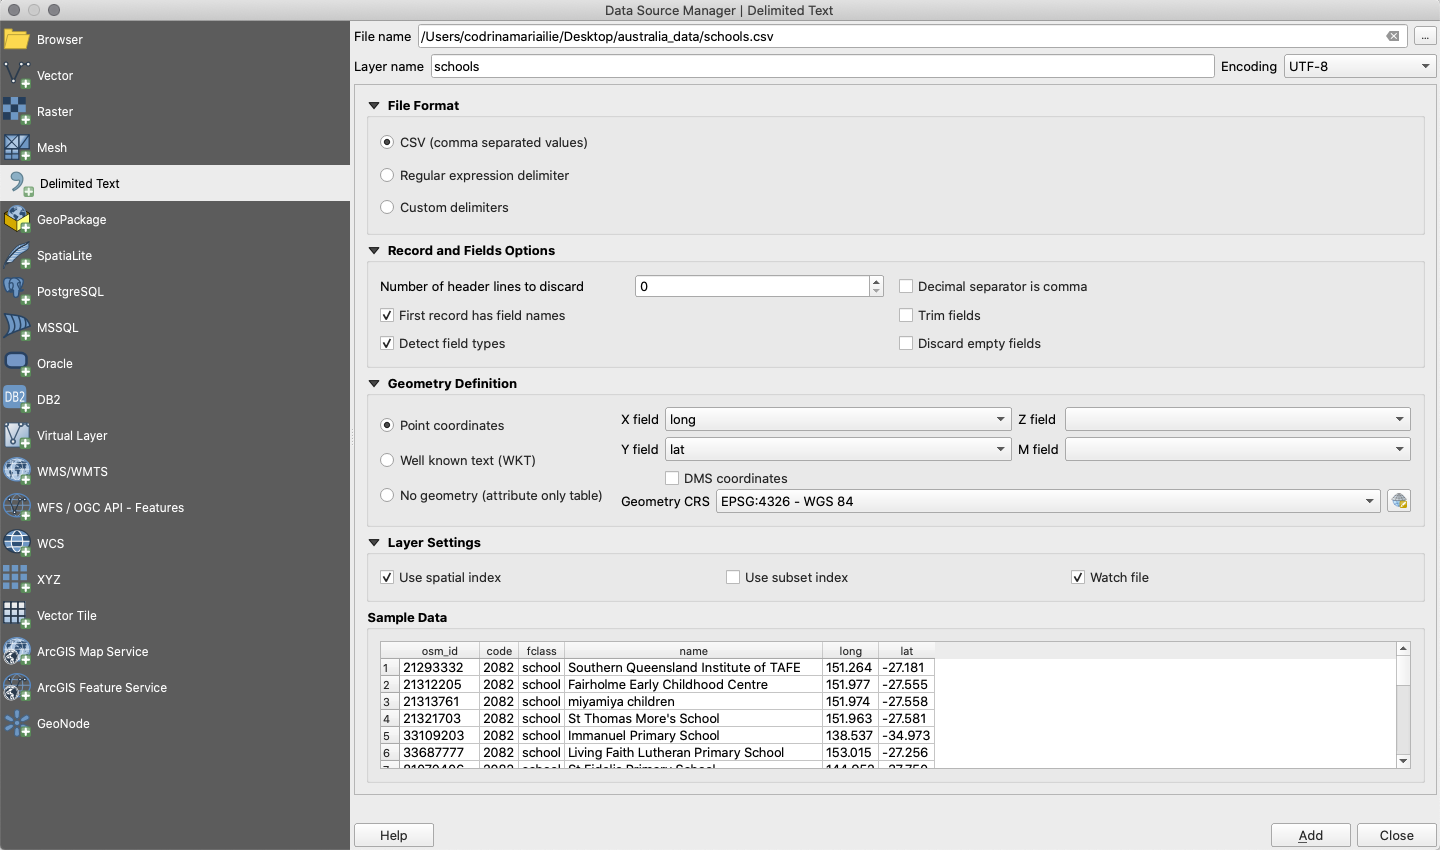 Data Source Manager | Delimited Text
Browser
Vector
Raster
Mesh
Delimited Text
GeoPackage
SpatiaLite
PostgreSQL
MSSQL
Oracle
DB2 DB2
Virtual Layer
WMS/WMTS
WFS / OGC API - Features
WCS
XYZ
Vector Tile
ArcGIS Map Service
ArcGIS Feature Service
GeoNode
File name /Users/codrinamariailie/Desktop/australia_data/schools.csv ...
Layer name schools Encoding UTF-8
File Format
CSV (comma separated values)
Regular expression delimiter
Custom delimiters
Record and Fields Options
Number of header lines to discard 0 Decimal separator is comma
First record has field names Trim fields
Detect field types Discard empty fields
Geometry Definition
Point coordinates
Well known text (WKT)
No geometry (attribute only table)
X field long Z field
Y field lat M field
DMS coordinates
Geometry CRS EPSG:4326 - WGS 84
Layer Settings
Use spatial index Use subset index Watch file
Sample Data
osm_id code fclass name long lat
1 21293332 2082 school Southern Queensland Institute of TAFE 151.264 -27.181
2 21312205 2082 school Fairholme Early Childhood Centre 151.977 -27.555
3 21313761 2082 school miyamiya children 151.974 -27.558
4 21321703 2082 school St Thomas More's School 151.963 -27.581
5 33109203 2082 school Immanuel Primary School 138.537 -34.973
6 33687777 2082 school Living Faith Lutheran Primary School 153.015 -27.256
Help Add Close